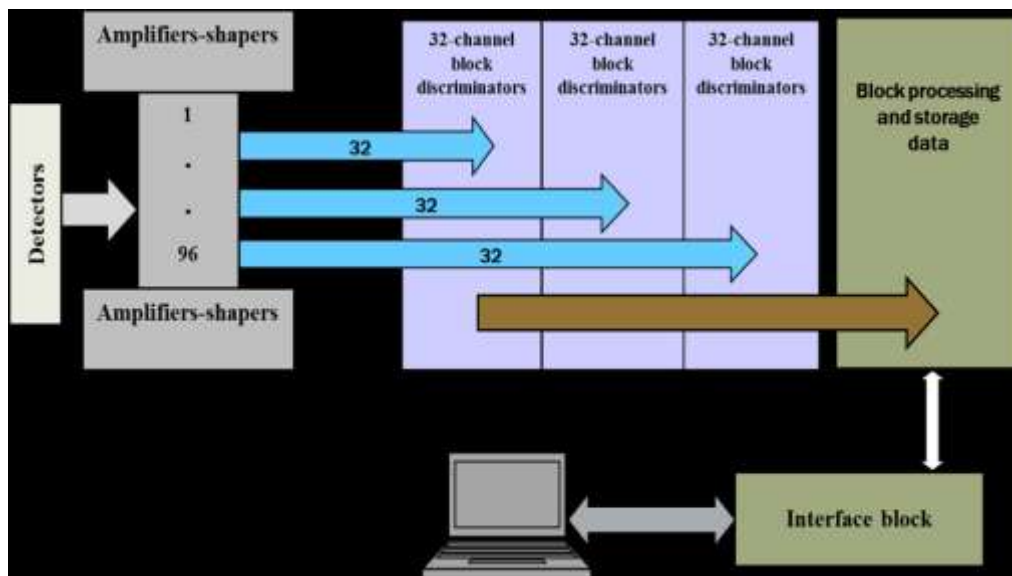 Amplifiers-shapers
32-channel
block
discriminators
32-channel
block
discriminators
32-channel
block
discriminators
Block processing
and storage
data
Detectors
1
.
.
96
32
32
32
Amplifiers-shapers
Interface block